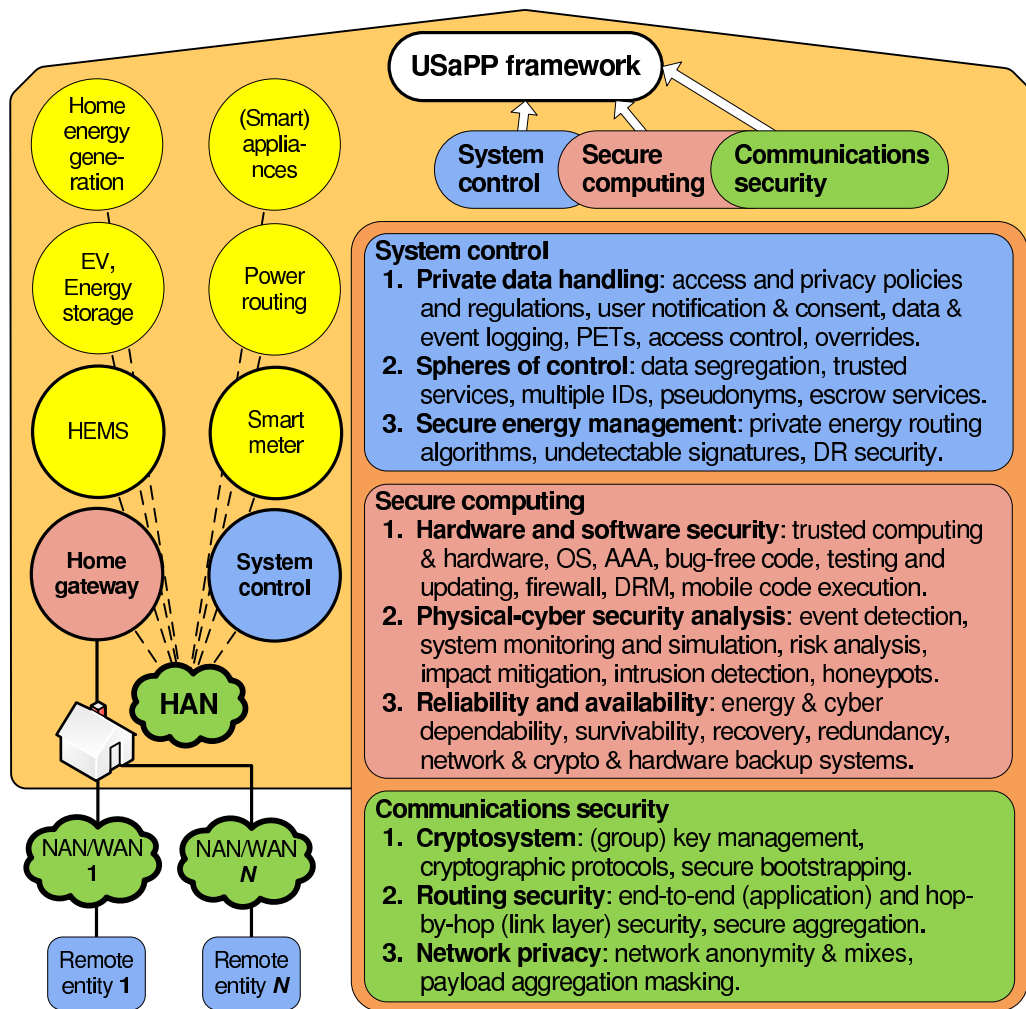 USaPP framework
System
control
Secure
computing
Communications
security
Home
energy
gene-
ration
(Smart)
applia-
nces
EV,
Energy
storage
Power
routing
HEMS
Smart
meter
Home
gateway
System
control
HAN
NAN/WAN
1
NAN/WAN
N
Remote
entity 1
Remote
entity N
System control
1. Private data handling: access and privacy policies
and regulations, user notification & consent, data &
event logging, PETs, access control, overrides.
2. Spheres of control: data segregation, trusted
services, multiple IDs, pseudonyms, escrow services.
3. Secure energy management: private energy routing
algorithms, undetectable signatures, DR security.
Secure computing
1. Hardware and software security: trusted computing
& hardware, OS, AAA, bug-free code, testing and
updating, firewall, DRM, mobile code execution.
2. Physical-cyber security analysis: event detection,
system monitoring and simulation, risk analysis,
impact mitigation, intrusion detection, honeypots.
3. Reliability and availability: energy & cyber
dependability, survivability, recovery, redundancy,
network & crypto & hardware backup systems.
Communications security
1. Cryptosystem: (group) key management,
cryptographic protocols, secure bootstrapping.
2. Routing security: end-to-end (application) and hop-
by-hop (link layer) security, secure aggregation.
3. Network privacy: network anonymity & mixes,
payload aggregation masking.